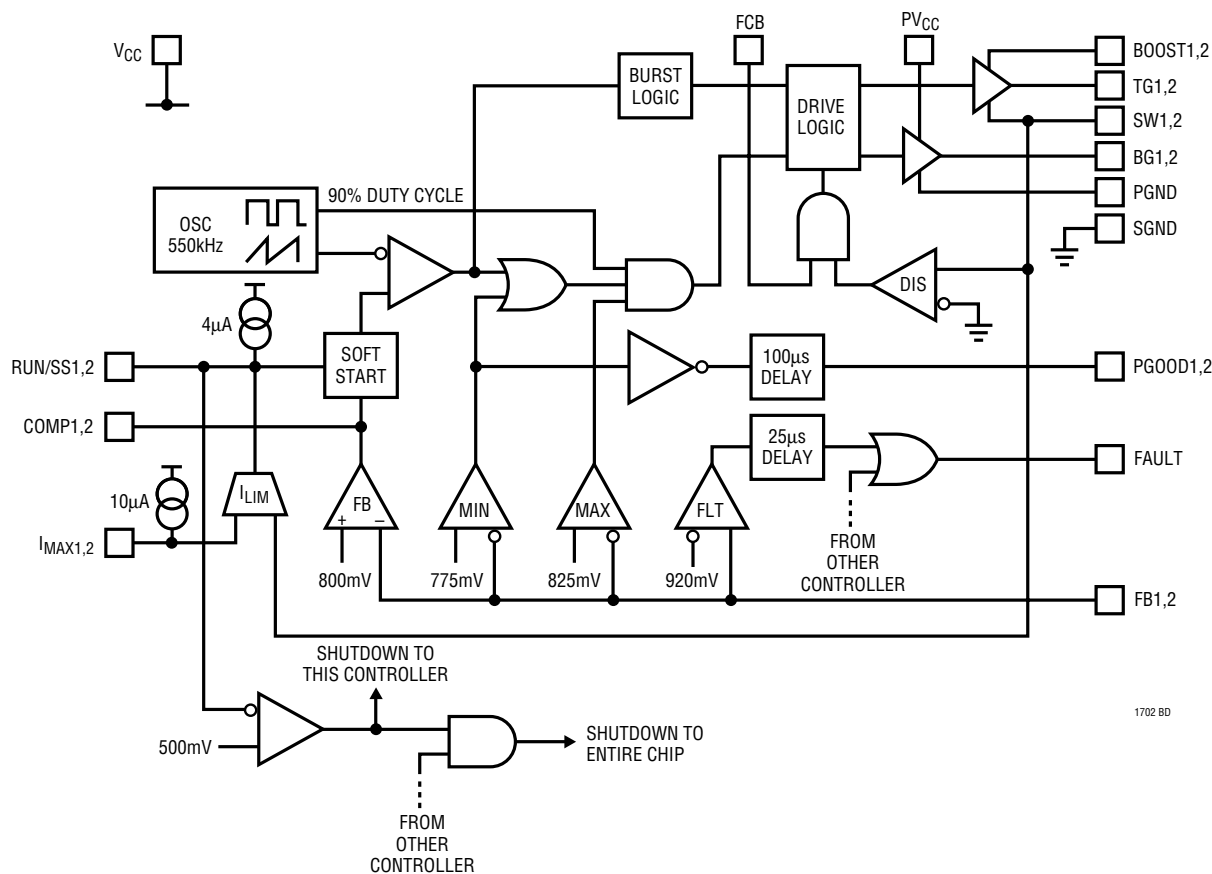 VCC
FCB
PVCC
BOOST1,2
BURST
LOGIC
DRIVE
LOGIC
TG1,2
SW1,2
BG1,2
PGND
SGND
90% DUTY CYCLE
OSC
550kHz
DIS
4µA
RUN/SS1,2
SOFT
START
100µs
DELAY
PGOOD1,2
COMP1,2
25µs
DELAY
FAULT
10µA
ILIM
FB
+ −
MIN
MAX
FLT
IMAX1,2
FROM
OTHER
CONTROLLER
800mV
775mV
825mV
920mV
FB1,2
SHUTDOWN TO
THIS CONTROLLER
500mV
SHUTDOWN TO
ENTIRE CHIP
FROM
OTHER
CONTROLLER
1702 BD